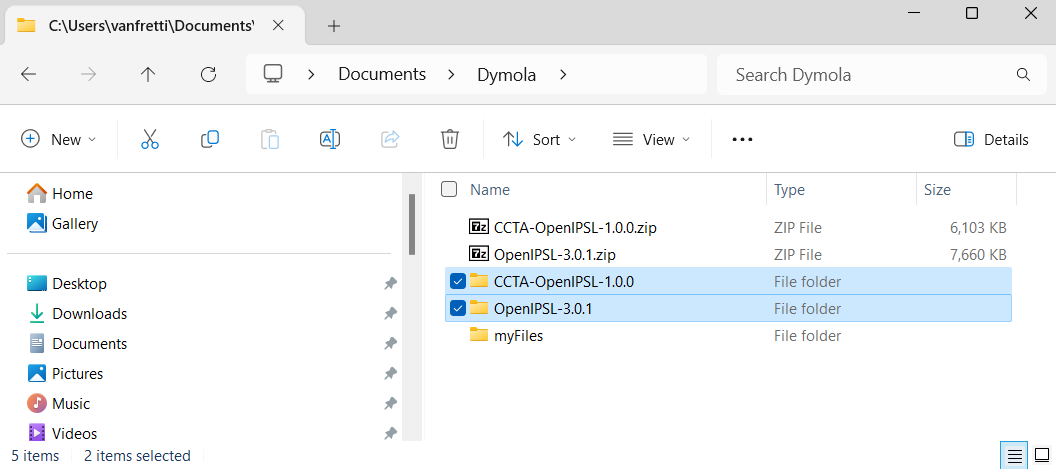 C:\Users\vanfretti\Documents\
Documents > Dymola >
Search Dymola
New
Sort
View
Details
Home
Gallery
Desktop
Downloads
Documents
Pictures
Music
Videos
Name Type Size
7z CCTA-OpenIPSL-1.0.0.zip ZIP File 6,103 KB
7z OpenIPSL-3.0.1.zip ZIP File 7,660 KB
CCTA-OpenIPSL-1.0.0 File folder
OpenIPSL-3.0.1 File folder
myFiles File folder
5 items 2 items selected